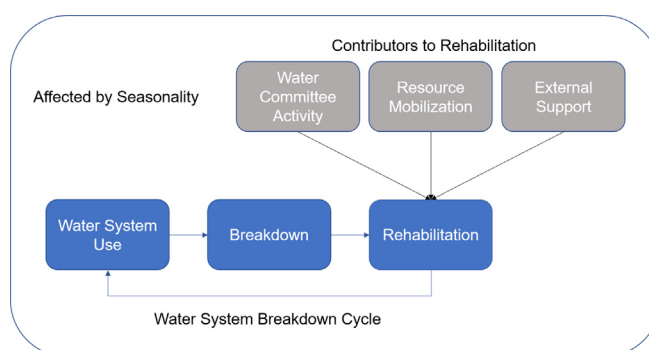 Contributors to Rehabilitation
Affected by Seasonality
Water
Committee
Activity
Resource
Mobilization
External
Support
Water System
Use
Breakdown
Rehabilitation
Water System Breakdown Cycle